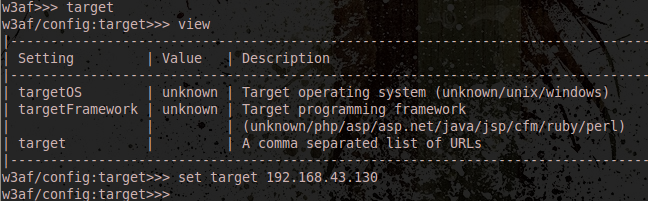 w3af>>> target
w3af/config:target>>> view
|---------------------------------------------------------------------------
| Setting         | Value   | Description
|---------------------------------------------------------------------------
| targetOS        | unknown | Target operating system (unknown/unix/windows)
| targetFramework | unknown | Target programming framework
|                 |         | (unknown/php/asp/asp.net/java/jsp/cfm/ruby/perl)
| target          |         | A comma separated list of URLs
|---------------------------------------------------------------------------
w3af/config:target>>> set target 192.168.43.130
w3af/config:target>>>